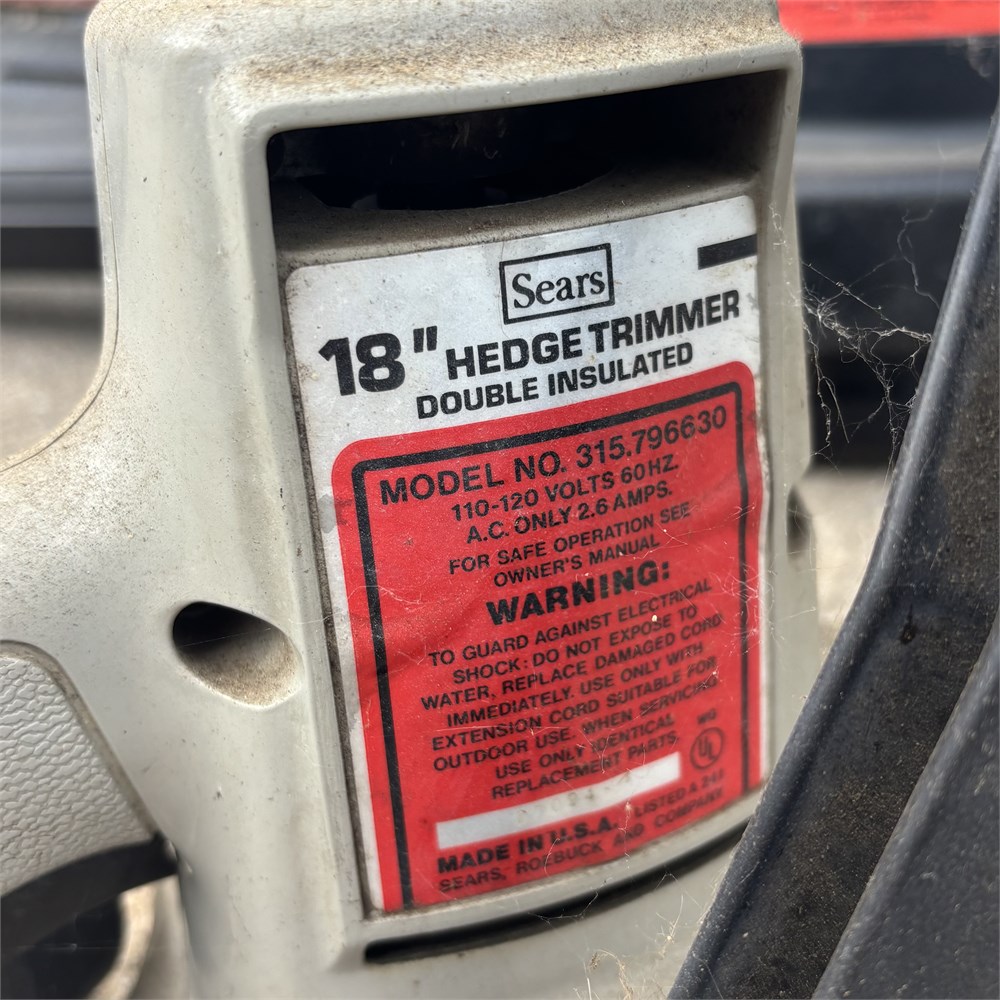 Sears
18" HEDGE TRIMMER
DOUBLE INSULATED
MODEL NO. 315.796630
110-120 VOLTS 60 HZ.
A.C. ONLY 2.6 AMPS.
FOR SAFE OPERATION SEE
OWNER'S MANUAL
WARNING:
TO GUARD AGAINST ELECTRICAL
SHOCK: DO NOT EXPOSE TO
WATER, REPLACE DAMAGED CORD
IMMEDIATELY. USE ONLY WITH
EXTENSION CORD SUITABLE FOR
OUTDOOR USE. WHEN SERVICING
USE ONLY IDENTICAL
REPLACEMENT PARTS.
UL
MADE IN U.S.A. LISTED
SEARS, ROEBUCK AND COMPANY